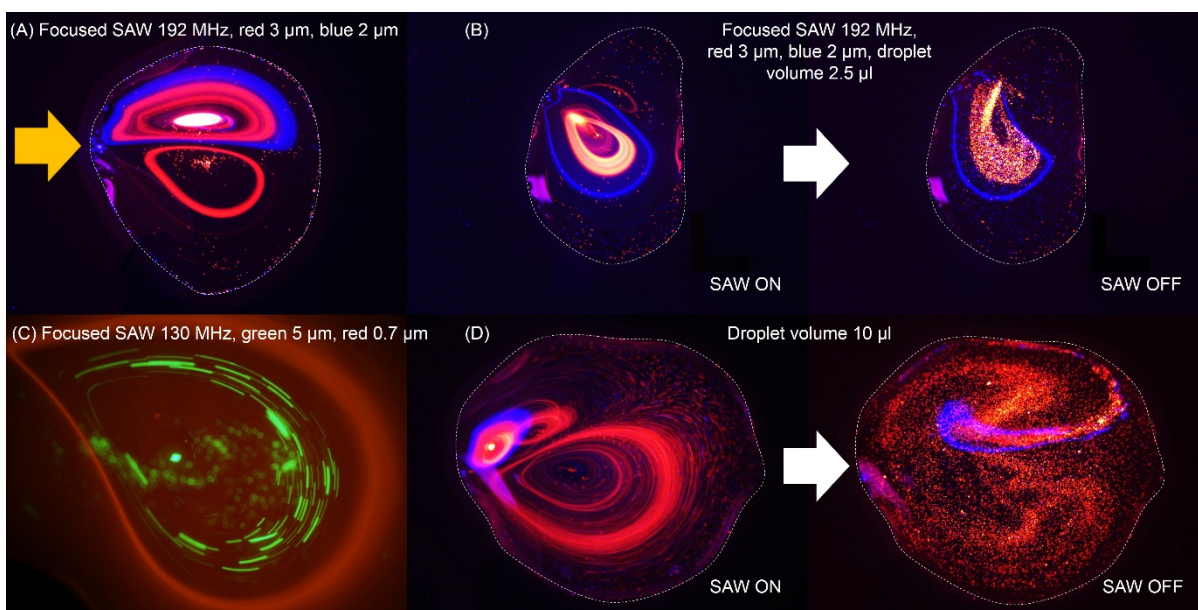 (A) Focused SAW 192 MHz, red 3 µm, blue 2 µm
(B)
Focused SAW 192 MHz,
red 3 µm, blue 2 µm, droplet
volume 2.5 µl
SAW ON
SAW OFF
(C) Focused SAW 130 MHz, green 5 µm, red 0.7 µm
(D)
Droplet volume 10 µl
SAW ON
SAW OFF